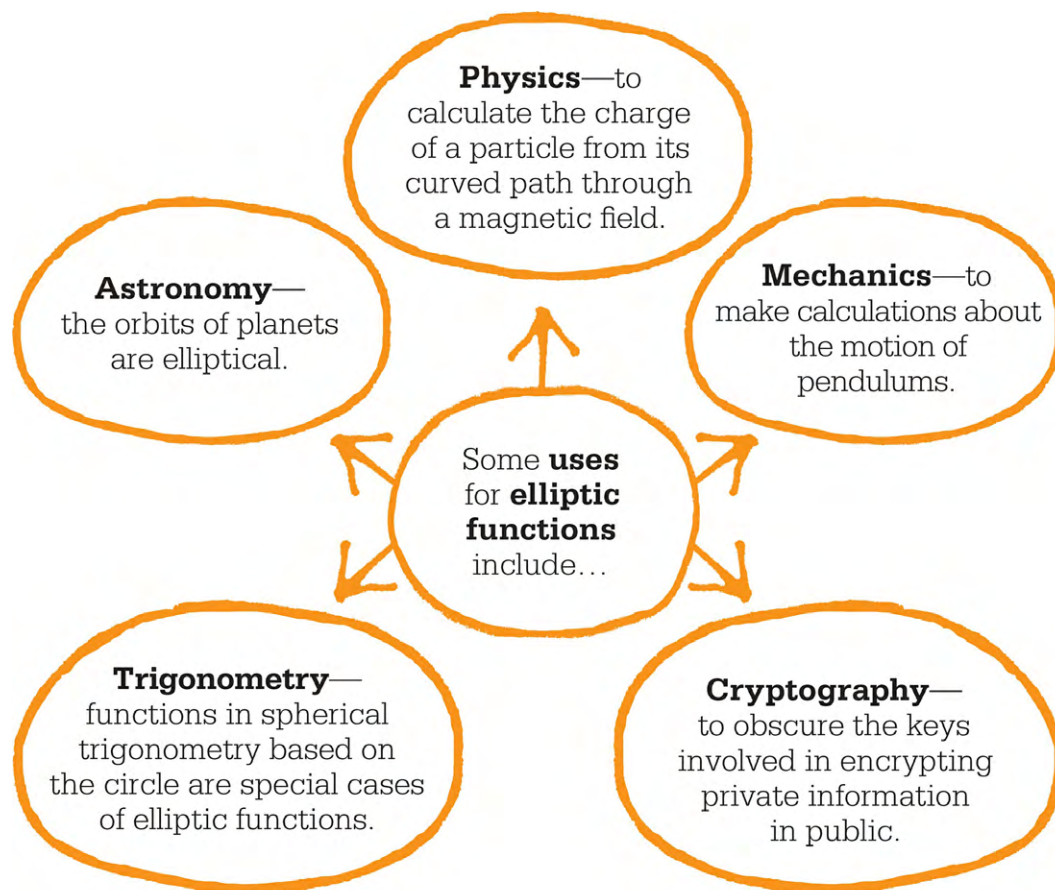 Physics—to
calculate the charge
of a particle from its
curved path through
a magnetic field.
Astronomy—
the orbits of planets
are elliptical.
Mechanics—to
make calculations about
the motion of
pendulums.
Some uses
for elliptic
functions
include…
Trigonometry—
functions in spherical
trigonometry based on
the circle are special cases
of elliptic functions.
Cryptography—
to obscure the keys
involved in encrypting
private information
in public.